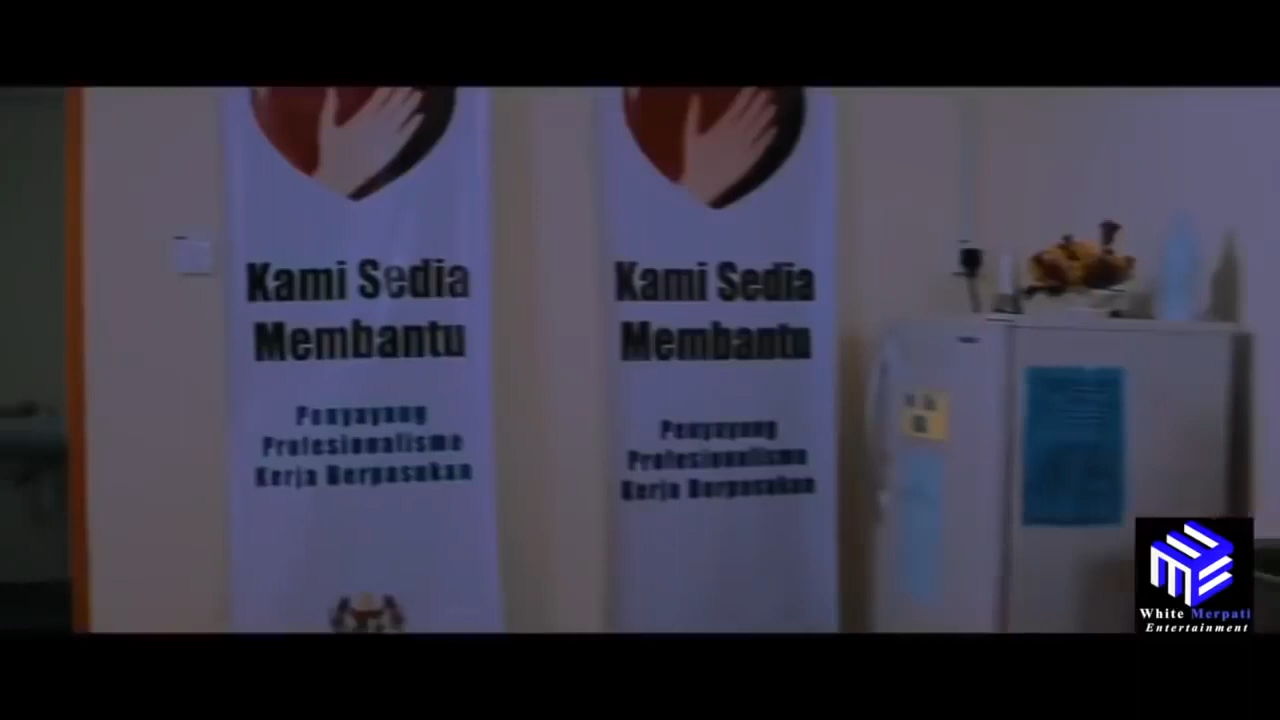 Kami Sedia
Membantu
Penyayang
Profesionalisme
Kerja Berpasukan
Kami Sedia
Membantu
Penyayang
Profesionalisme
Kerja Berpasukan
White Merpati
Entertainment